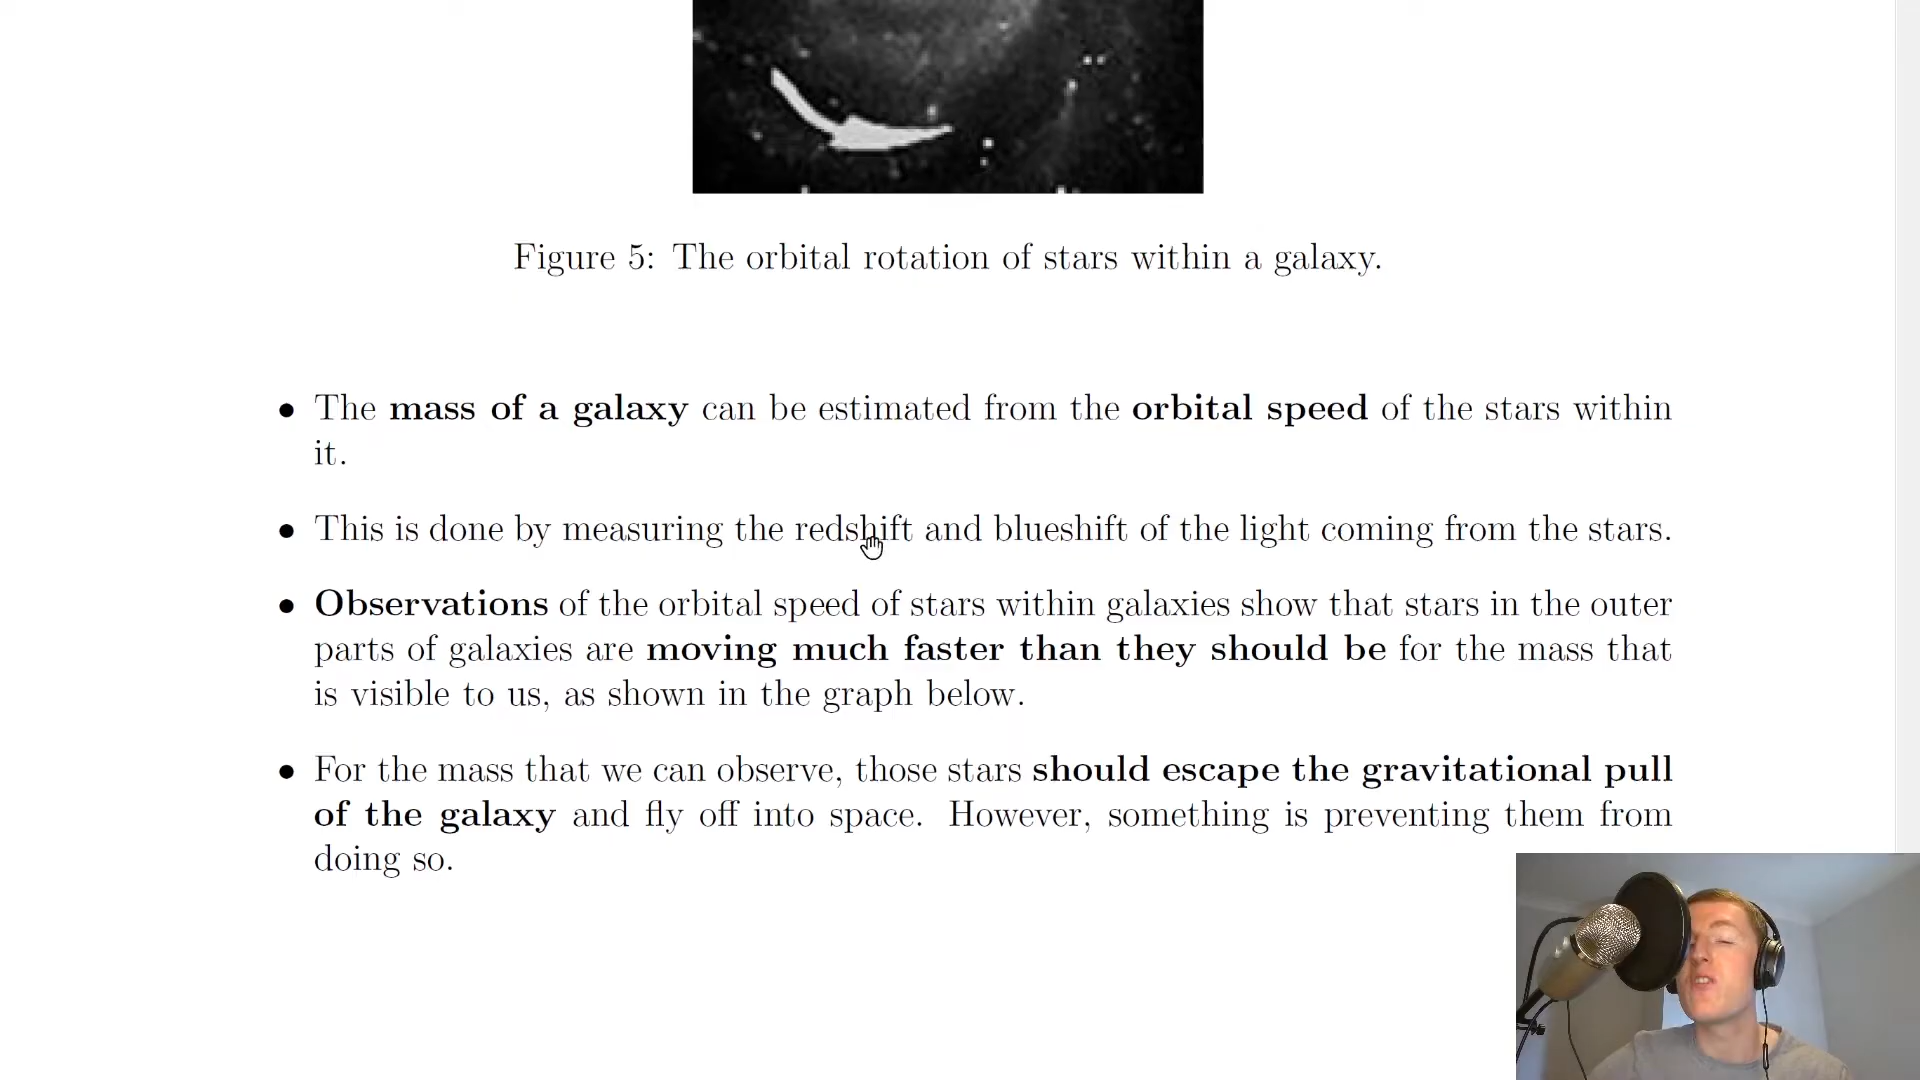 Figure 5: The orbital rotation of stars within a galaxy.
• The mass of a galaxy can be estimated from the orbital speed of the stars within
it.
• This is done by measuring the redshift and blueshift of the light coming from the stars.
• Observations of the orbital speed of stars within galaxies show that stars in the outer
parts of galaxies are moving much faster than they should be for the mass that
is visible to us, as shown in the graph below.
• For the mass that we can observe, those stars should escape the gravitational pull
of the galaxy and fly off into space. However, something is preventing them from
doing so.